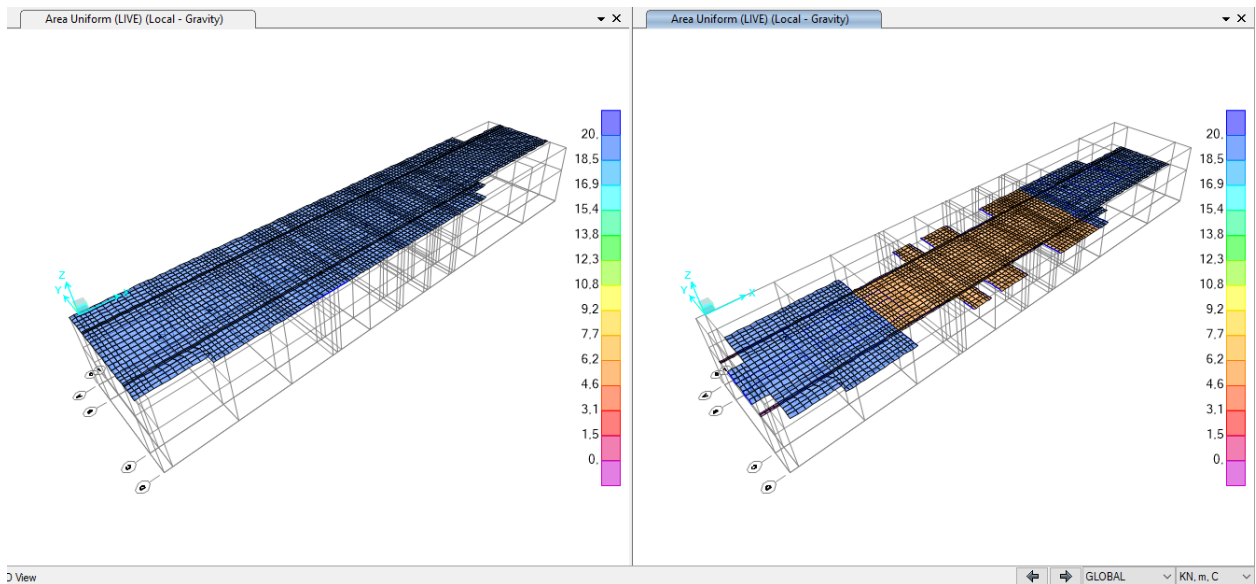 Area Uniform (LIVE) (Local - Gravity)
Area Uniform (LIVE) (Local - Gravity)
Z
Y
X
20,
18,5
16,9
15,4
13,8
12,3
10,8
9,2
7,7
6,2
4,6
3,1
1,5
0,
Z
Y
X
20,
18,5
16,9
15,4
13,8
12,3
10,8
9,2
7,7
6,2
4,6
3,1
1,5
0,
D View
GLOBAL
KN, m, C